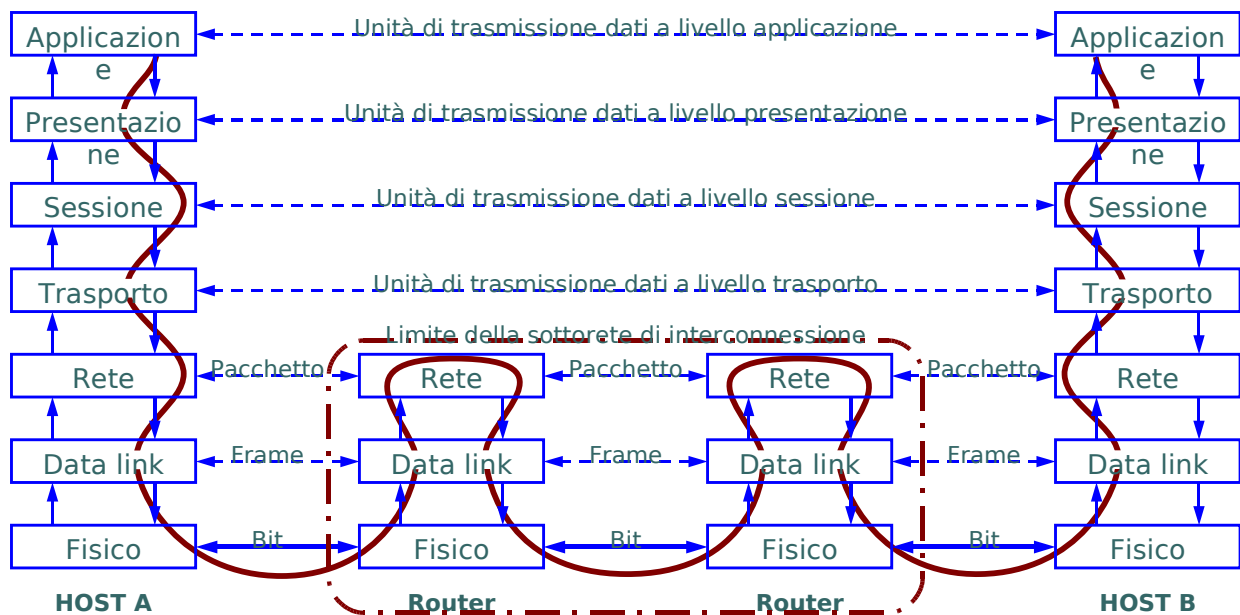 Applicazion
e
Unità di trasmissione dati a livello applicazione
Applicazion
e
Presentazio
ne
Unità di trasmissione dati a livello presentazione
Presentazio
ne
Sessione
Unità di trasmissione dati a livello sessione
Sessione
Trasporto
Unità di trasmissione dati a livello trasporto
Trasporto
Limite della sottorete di interconnessione
Rete
Pacchetto
Rete
Pacchetto
Rete
Pacchetto
Rete
Data link
Frame
Data link
Frame
Data link
Frame
Data link
Fisico
Bit
Fisico
Bit
Fisico
Bit
Fisico
HOST A
Router
Router
HOST B